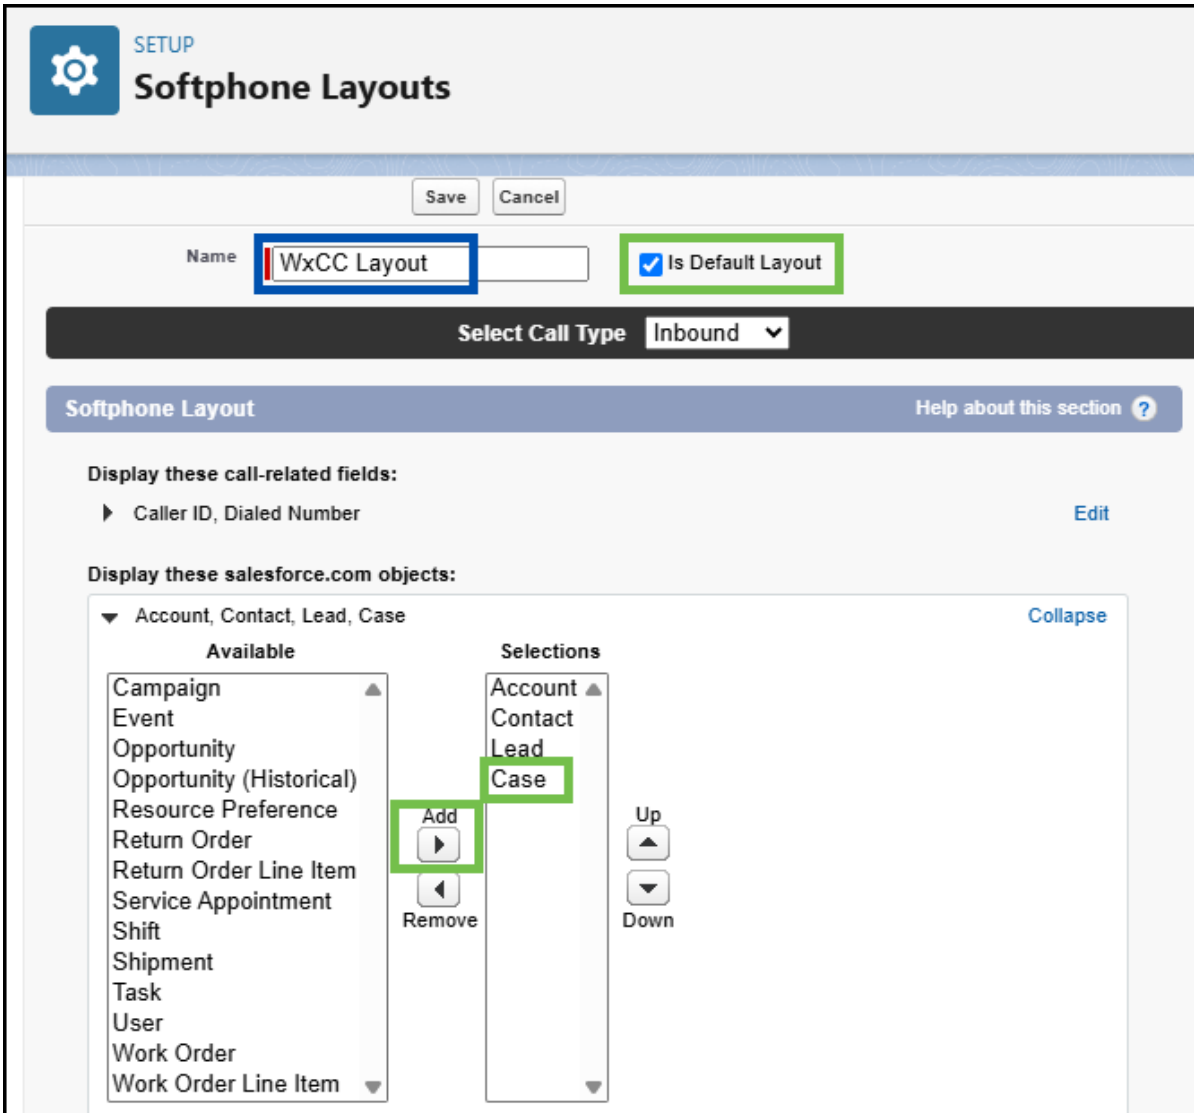 SETUP
Softphone Layouts
Save Cancel
Name WxCC Layout Is Default Layout
Select Call Type Inbound
Softphone Layout Help about this section ?
Display these call-related fields:
Caller ID, Dialed Number Edit
Display these salesforce.com objects:
Account, Contact, Lead, Case Collapse
Available Selections
Campaign Account
Event Contact
Opportunity Lead
Opportunity (Historical) Case
Resource Preference Add Up
Return Order
Return Order Line Item
Service Appointment
Remove Down
Shift
Shipment
Task
User
Work Order
Work Order Line Item